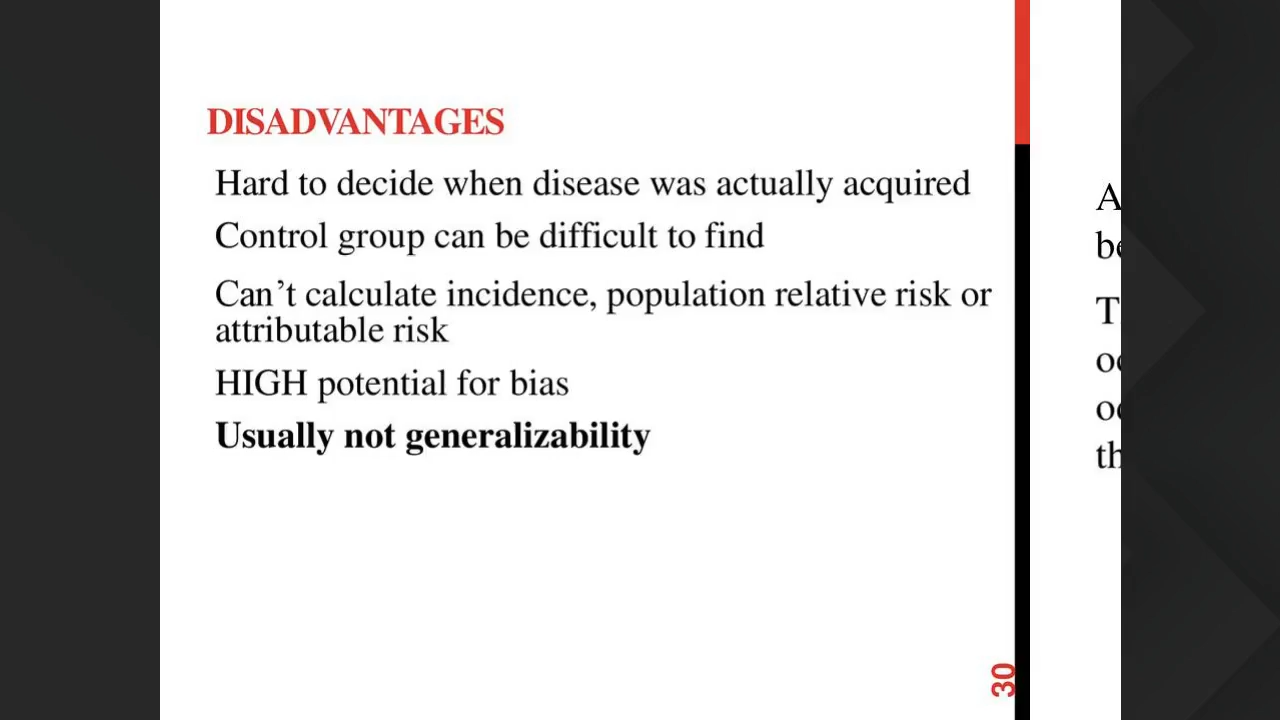 DISADVANTAGES
Hard to decide when disease was actually acquired
Control group can be difficult to find
Can’t calculate incidence, population relative risk or
attributable risk
HIGH potential for bias
Usually not generalizability
30